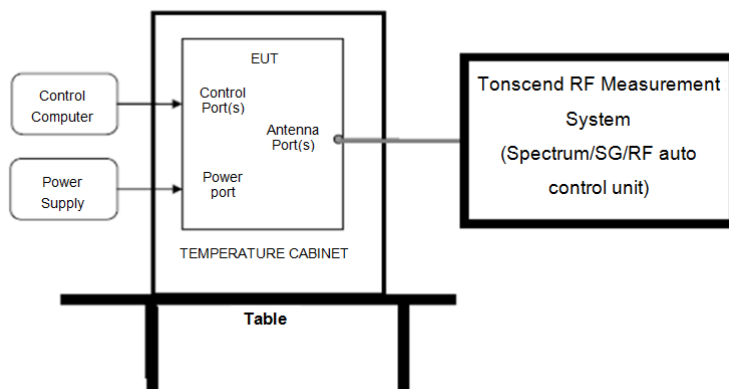 EUT
Control
Computer
Control
Port(s)
Antenna
Port(s)
Power
Supply
Power
port
TEMPERATURE CABINET
Table
Tonscend RF Measurement
System
(Spectrum/SG/RF auto
control unit)